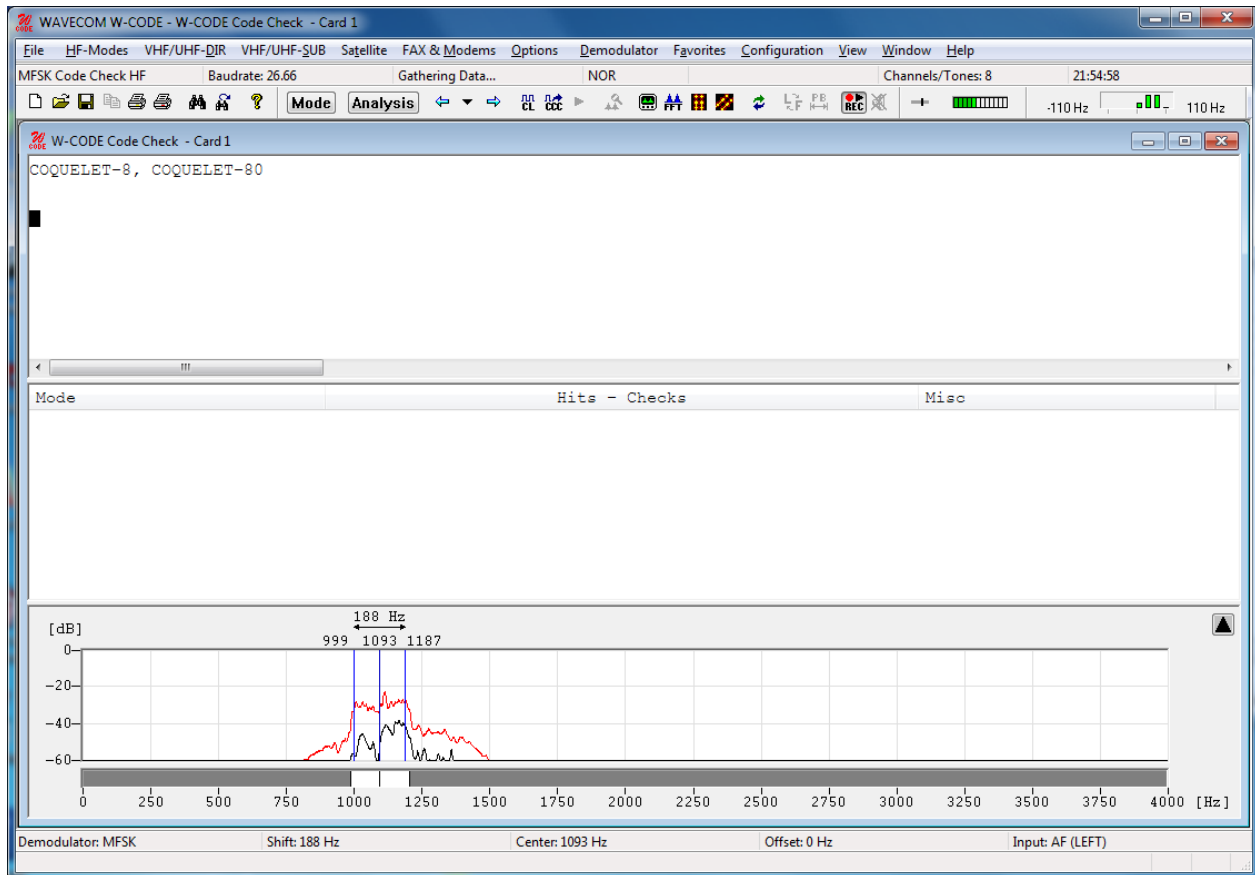 WAVECOM W-CODE - W-CODE Code Check - Card 1
File HF-Modes VHF/UHF-DIR VHF/UHF-SUB Satellite FAX & Modems Options Demodulator Favorites Configuration View Window Help
MFSK Code Check HF Baudrate: 26.66 Gathering Data... NOR Channels/Tones: 8 21:54:58
Mode Analysis CL CCC FFT L F PB REC -110 Hz 110 Hz
W-CODE Code Check - Card 1
COQUELET-8, COQUELET-80
Mode Hits - Checks Misc
188 Hz
[dB]
999 1093 1187
0
-20
-40
-60
0 250 500 750 1000 1250 1500 1750 2000 2250 2500 2750 3000 3250 3500 3750 4000 [Hz]
Demodulator: MFSK Shift: 188 Hz Center: 1093 Hz Offset: 0 Hz Input: AF (LEFT)